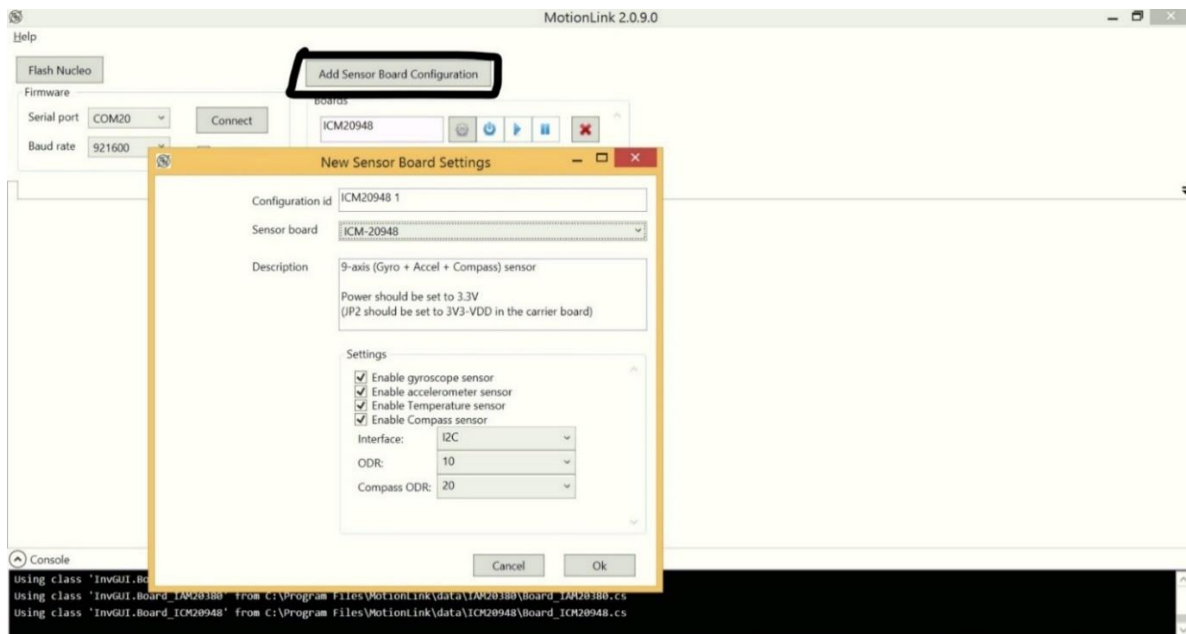 MotionLink 2.0.9.0
Help
Flash Nucleo
Add Sensor Board Configuration
Firmware
Boards
Serial port COM20 Connect
ICM20948
Baud rate 921600
New Sensor Board Settings
Configuration id ICM20948 1
Sensor board ICM-20948
Description 9-axis (Gyro + Accel + Compass) sensor
Power should be set to 3.3V
(JP2 should be set to 3V3-VDD in the carrier board)
Settings
Enable gyroscope sensor
Enable accelerometer sensor
Enable Temperature sensor
Enable Compass sensor
Interface: I2C
ODR: 10
Compass ODR: 20
Cancel Ok
Console
Using class 'InvGUI.Bo
Using class 'InvGUI.Board_IAM20380' from C:\Program Files\MotionLink\data\IAM20380\Board_IAM20380.cs
Using class 'InvGUI.Board_ICM20948' from C:\Program Files\MotionLink\data\ICM20948\Board_ICM20948.cs